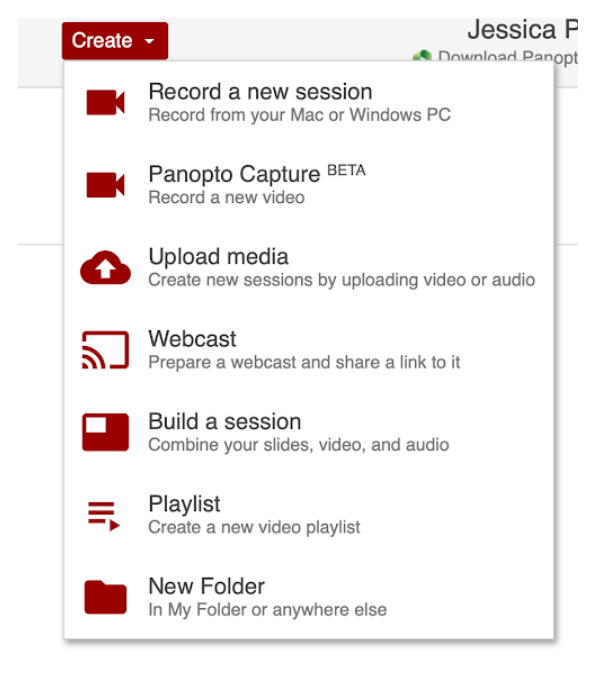 Create
Jessica P
Download Panopt
Record a new session
Record from your Mac or Windows PC
Panopto Capture BETA
Record a new video
Upload media
Create new sessions by uploading video or audio
Webcast
Prepare a webcast and share a link to it
Build a session
Combine your slides, video, and audio
Playlist
Create a new video playlist
New Folder
In My Folder or anywhere else